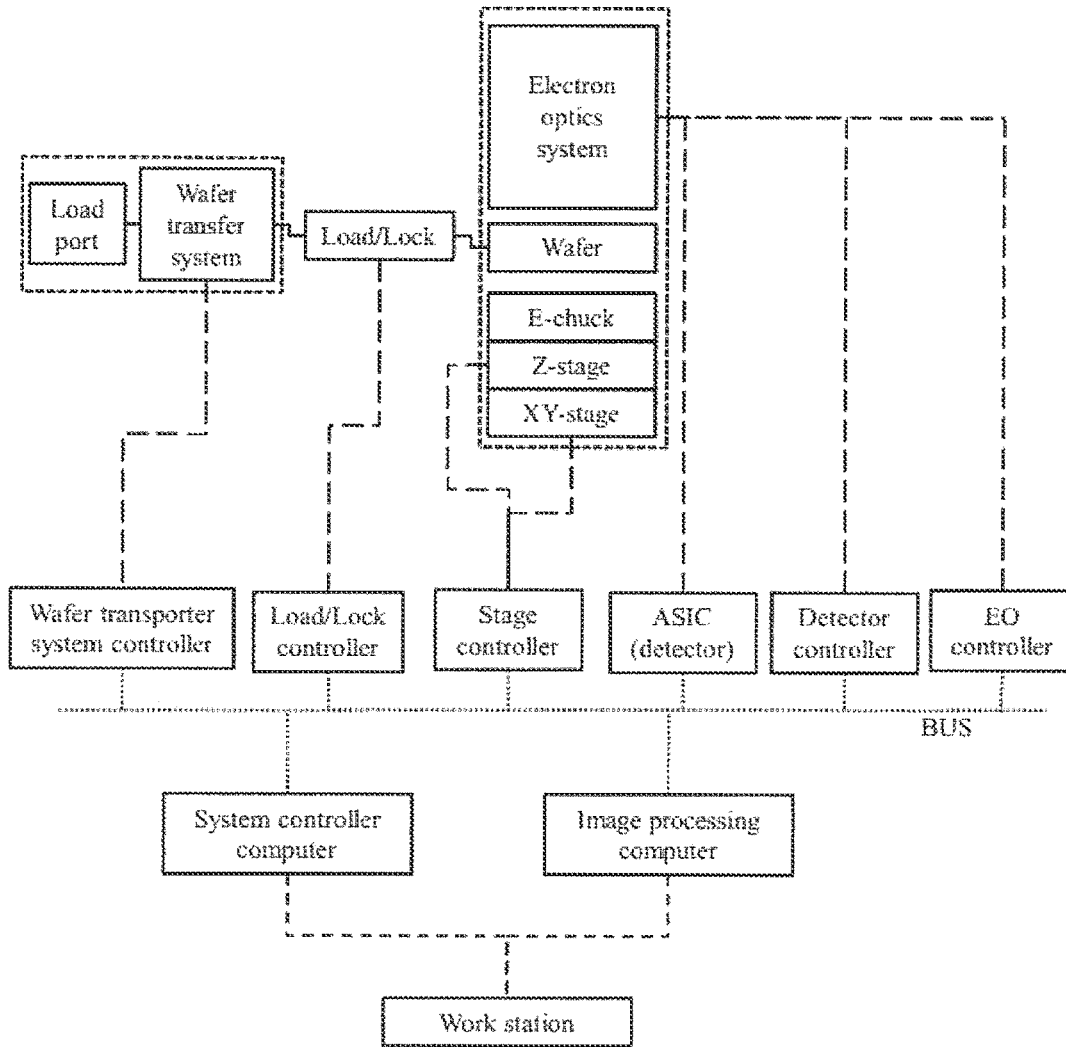 Electron
optics
system
Load
port
Wafer
transfer
system
Load/Lock
Wafer
E-chuck
Z-stage
XY-stage
Wafer transporter
system controller
Load/Lock
controller
Stage
controller
ASIC
(detector)
Detector
controller
EO
controller
BUS
System controller
computer
Image processing
computer
Work station